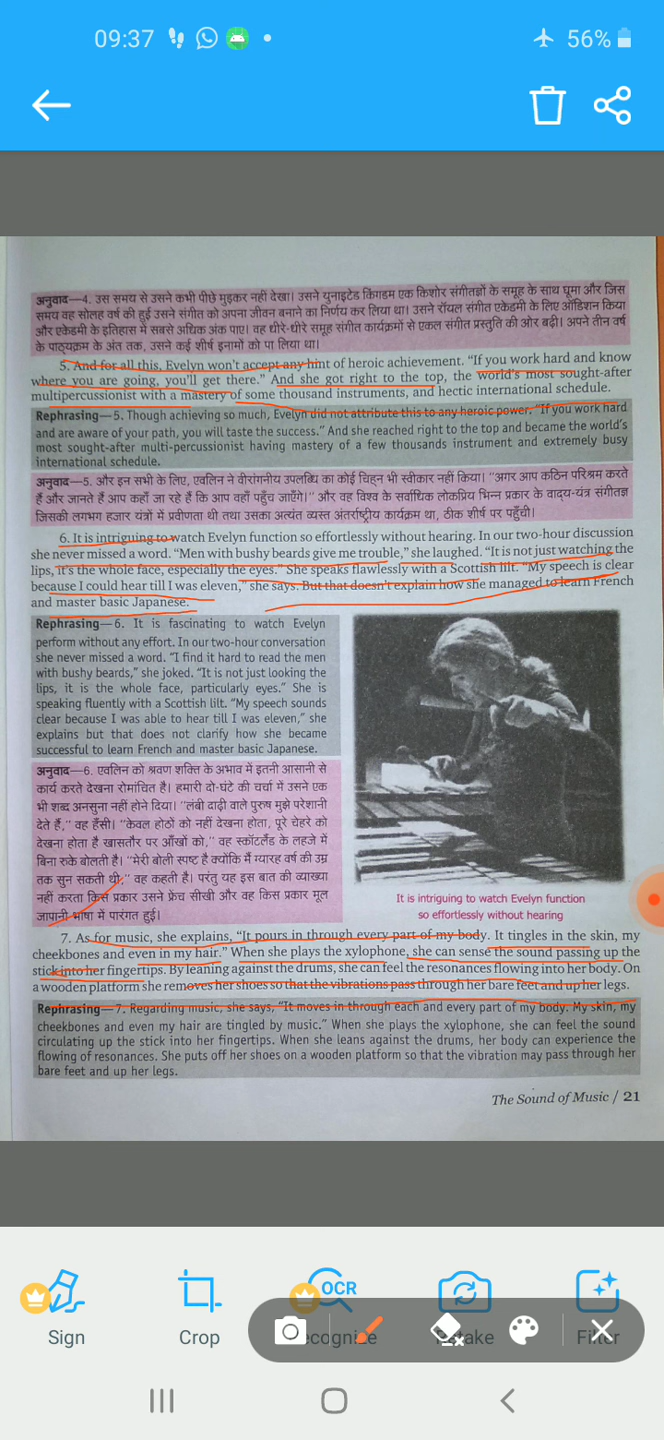 09:37
56%
अनुवाद—4. उस समय से उसने कभी पीछे मुड़कर नहीं देखा। उसने युनाइटेड किंगडम एक किशोर संगीतज्ञों के समूह के साथ घूमा और जिस
समय वह सोलह वर्ष की हुई उसने संगीत को अपना जीवन बनाने का निर्णय कर लिया था। उसने रॉयल संगीत एकेडमी के लिए ऑडिशन किया
और एकेडमी के इतिहास में सबसे अधिक अंक पाए। वह धीरे-धीरे समूह संगीत कार्यक्रमों से एकल संगीत प्रस्तुति की ओर बढ़ी। अपने तीन वर्ष
के पाठ्यक्रम के अंत तक, उसने कई शीर्ष इनामों को पा लिया था।
5. And for all this, Evelyn won't accept any hint of heroic achievement. “If you work hard and know
where you are going, you'll get there.” And she got right to the top, the world's most sought-after
multipercussionist with a mastery of some thousand instruments, and hectic international schedule.
Rephrasing—5. Though achieving so much, Evelyn did not attribute this to any heroic power. “If you work hard
and are aware of your path, you will taste the success.” And she reached right to the top and became the world's
most sought-after multi-percussionist having mastery of a few thousands instrument and extremely busy
international schedule.
अनुवाद—5. और इन सभी के लिए, एवलिन ने वीरांगनीय उपलब्धि का कोई चिह्न भी स्वीकार नहीं किया। ''अगर आप कठिन परिश्रम करते
हैं और जानते हैं आप कहाँ जा रहे हैं कि आप वहाँ पहुँच जाएँगे।'' और वह विश्व के सर्वाधिक लोकप्रिय भिन्न प्रकार के वाद्य-यंत्र संगीतज्ञ
जिसकी लगभग हजार यंत्र में प्रवीणता थी तथा उसका अत्यंत व्यस्त अंतर्राष्ट्रीय कार्यक्रम था, ठीक शीर्ष पर पहुँची।
6. It is intriguing to watch Evelyn function so effortlessly without hearing. In our two-hour discussion
she never missed a word. “Men with bushy beards give me trouble,” she laughed. “It is not just watching the
lips, it's the whole face, especially the eyes.” She speaks flawlessly with a Scottish lilt. “My speech is clear
because I could hear till I was eleven,” she says. But that doesn't explain how she managed to learn French
and master basic Japanese.
Rephrasing—6. It is fascinating to watch Evelyn
perform without any effort. In our two-hour conversation
she never missed a word. “I find it hard to read the men
with bushy beards,” she joked. “It is not just looking the
lips, it is the whole face, particularly eyes.” She is
speaking fluently with a Scottish lilt. “My speech sounds
clear because I was able to hear till I was eleven,” she
explains but that does not clarify how she became
successful to learn French and master basic Japanese.
अनुवाद—6. एवलिन को श्रवण शक्ति के अभाव में इतनी आसानी से
कार्य करते देखना रोमांचित है। हमारी दो-घंटे की चर्चा में उसने एक
भी शब्द अनसुना नहीं होने दिया। ''लंबी दाढ़ी वाले पुरुष मुझे परेशानी
देते हैं,'' वह हँसी। ''केवल होठों को नहीं देखना होता, पूरे चेहरे को
देखना होता है खासतौर पर आँखों को,'' वह स्कॉटलैंड के लहजे में
बिना रुके बोलती है। ''मेरी बोली स्पष्ट है क्योंकि मैं ग्यारह वर्ष की उम्र
तक सुन सकती थी,'' वह कहती है। परंतु यह इस बात की व्याख्या
नहीं करता किस प्रकार उसने फ्रेंच सीखी और वह किस प्रकार मूल
जापानी भाषा में पारंगत हुई।
It is intriguing to watch Evelyn function
so effortlessly without hearing
7. As for music, she explains, “It pours in through every part of my body. It tingles in the skin, my
cheekbones and even in my hair.” When she plays the xylophone, she can sense the sound passing up the
stick into her fingertips. By leaning against the drums, she can feel the resonances flowing into her body. On
a wooden platform she removes her shoes so that the vibrations pass through her bare feet and up her legs.
Rephrasing—7. Regarding music, she says, “It moves in through each and every part of my body. My skin, my
cheekbones and even my hair are tingled by music.” When she plays the xylophone, she can feel the sound
circulating up the stick into her fingertips. When she leans against the drums, her body can experience the
flowing of resonances. She puts off her shoes on a wooden platform so that the vibration may pass through her
bare feet and up her legs.
The Sound of Music / 21
OCR
Sign
Crop
Filter